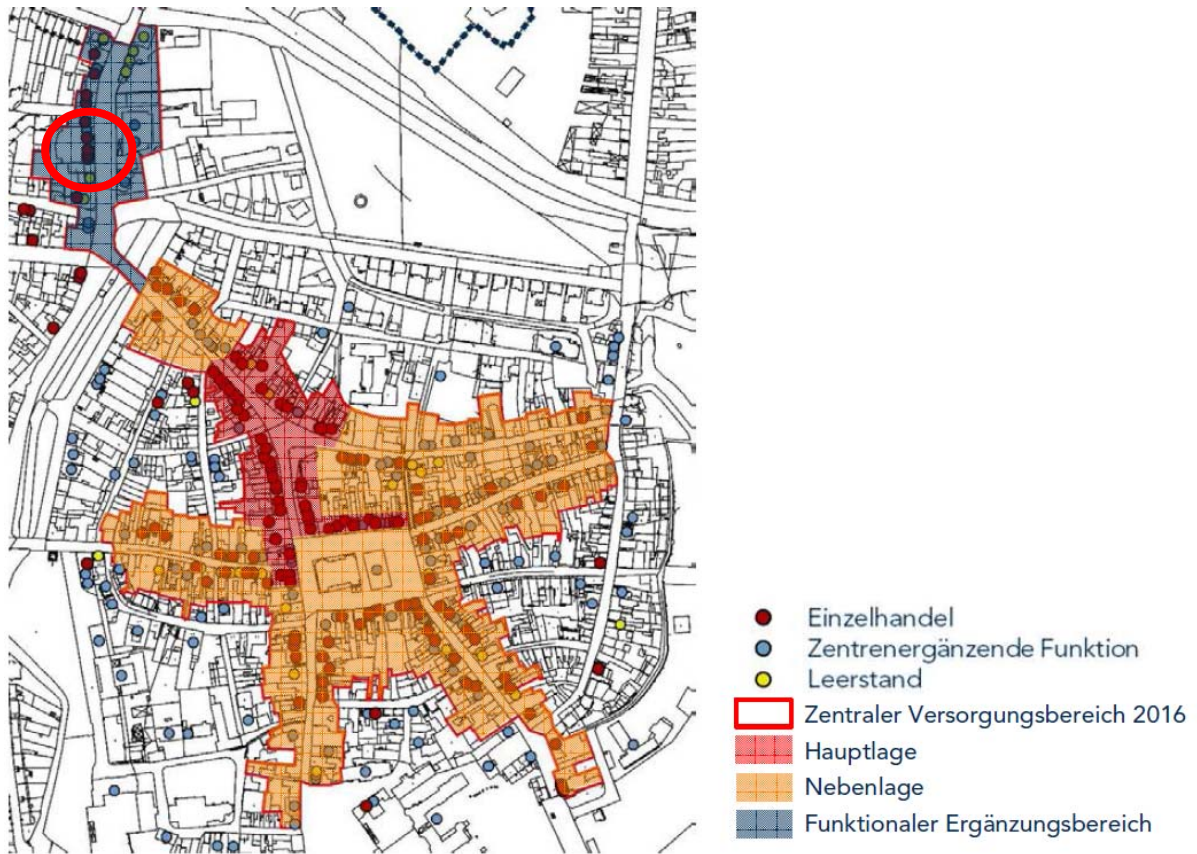 Einzelhandel
Zentrenergänzende Funktion
Leerstand
Zentraler Versorgungsbereich 2016
Hauptlage
Nebenlage
Funktionaler Ergänzungsbereich